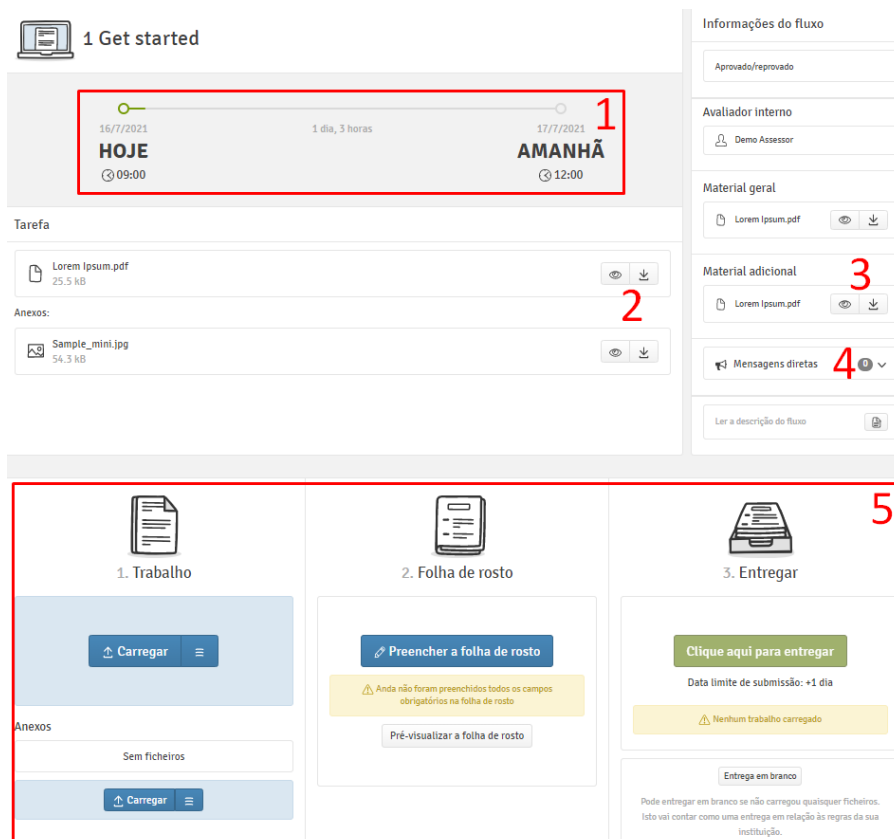 1 Get started
1
16/7/2021
1 dia, 3 horas
17/7/2021
HOJE
AMANHÃ
09:00
12:00
Tarefa
Lorem Ipsum.pdf
25.5 kB
2
Anexos:
Sample_mini.jpg
54.3 kB
Informações do fluxo
Aprovado/reprovado
Avaliador interno
Demo Assessor
Material geral
Lorem Ipsum.pdf
Material adicional
3
Lorem Ipsum.pdf
Mensagens diretas
4
0
Ler a descrição do fluxo
5
1. Trabalho
Carregar
Anexos
Sem ficheiros
Carregar
2. Folha de rosto
Preencher a folha de rosto
Anda não foram preenchidos todos os campos
obrigatórios na folha de rosto
Pré-visualizar a folha de rosto
3. Entregar
Clique aqui para entregar
Data limite de submissão: +1 dia
Nenhum trabalho carregado
Entrega em branco
Pode entregar em branco se não carregou quaisquer ficheiros.
Isto vai contar como uma entrega em relação às regras da sua
instituição.